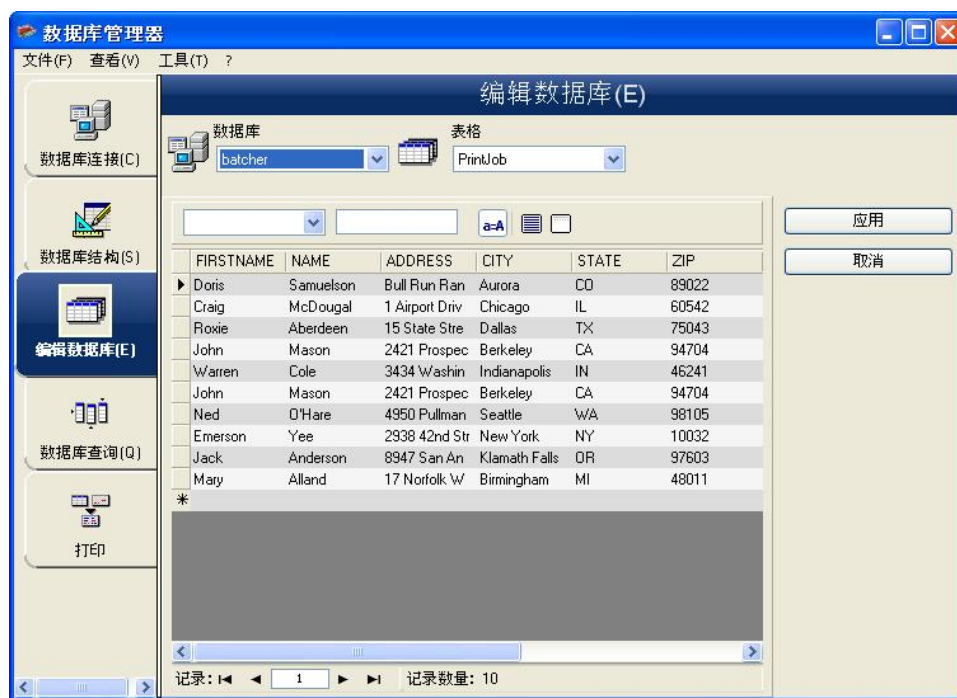 数据库管理器
文件(F) 查看(V) 工具(T) ?
数据库连接(C)
数据库结构(S)
编辑数据库(E)
数据库查询(Q)
打印
编辑数据库(E)
数据库 表格
batcher PrintJob
a=A
应用
取消
FIRSTNAME NAME ADDRESS CITY STATE ZIP
Doris Samuelson Bull Run Ran Aurora CO 89022
Craig McDougal 1 Airport Driv Chicago IL 60542
Roxie Aberdeen 15 State Stre Dallas TX 75043
John Mason 2421 Prospec Berkeley CA 94704
Warren Cole 3434 Washin Indianapolis IN 46241
John Mason 2421 Prospec Berkeley CA 94704
Ned O'Hare 4950 Pullman Seattle WA 98105
Emerson Yee 2938 42nd Str New York NY 10032
Jack Anderson 8947 San An Klamath Falls OR 97603
Mary Alland 17 Norfolk W Birmingham MI 48011
记录: 1 记录数量: 10